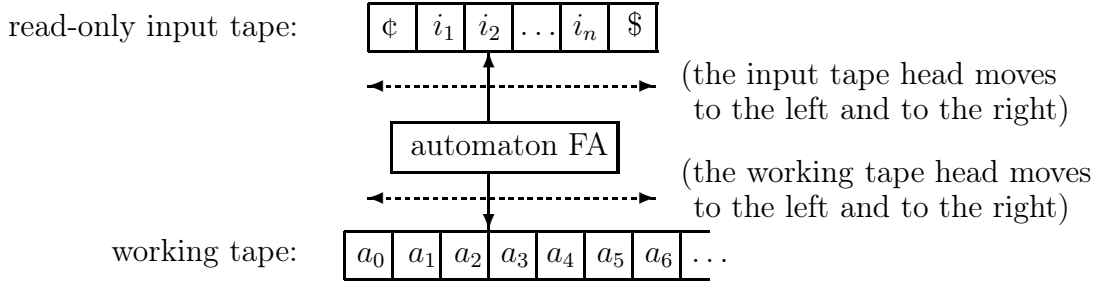 read-only input tape: ¢ i₁ i₂ … iₙ $
(the input tape head moves
to the left and to the right)
automaton FA
(the working tape head moves
to the left and to the right)
working tape: a₀ a₁ a₂ a₃ a₄ a₅ a₆ …